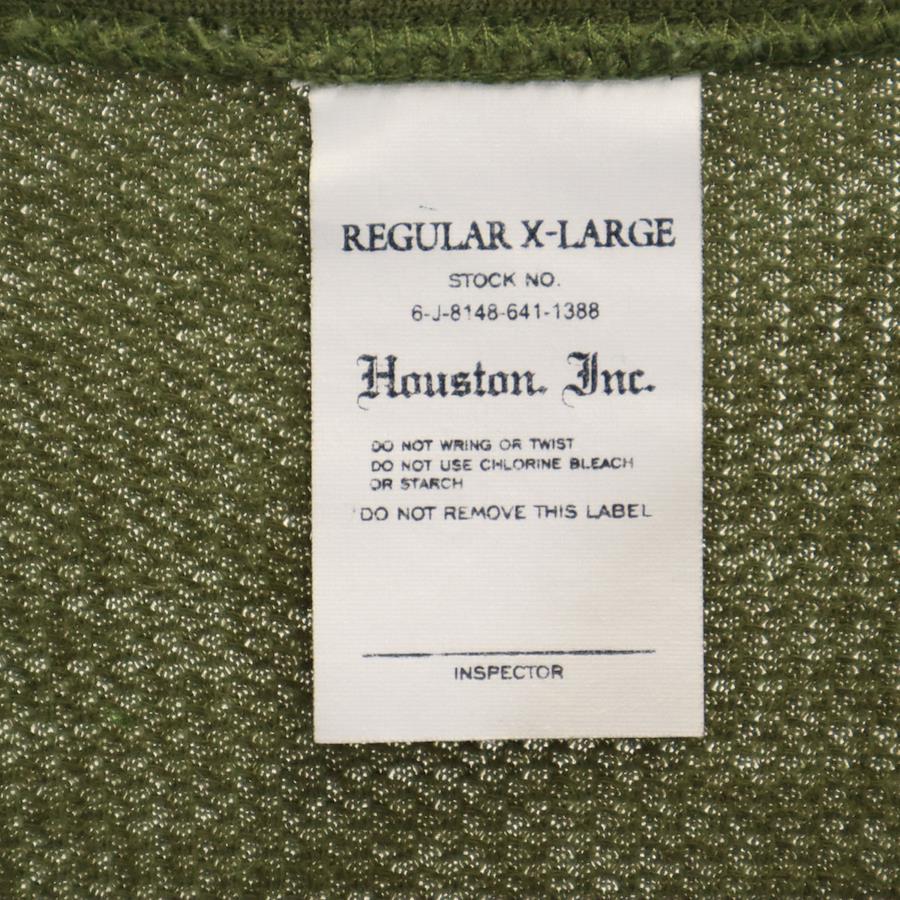 REGULAR X-LARGE
STOCK NO.
6-J-8148-641-1388
Houston. Inc.
DO NOT WRING OR TWIST
DO NOT USE CHLORINE BLEACH
OR STARCH
DO NOT REMOVE THIS LABEL
INSPECTOR